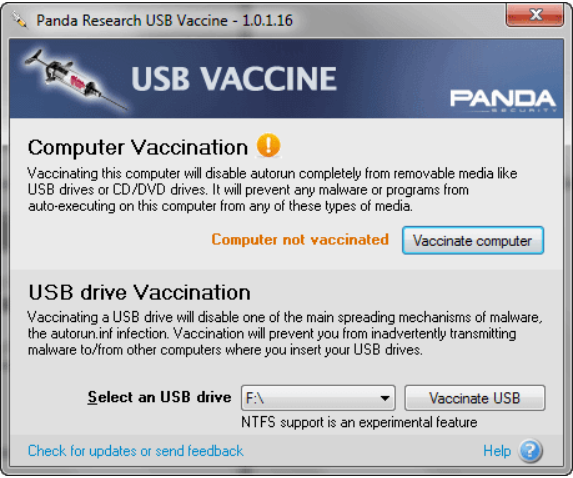 Panda Research USB Vaccine - 1.0.1.16
USB VACCINE
PANDA
SECURITY
Computer Vaccination
Vaccinating this computer will disable autorun completely from removable media like
USB drives or CD/DVD drives. It will prevent any malware or programs from
auto-executing on this computer from any of these types of media.
Computer not vaccinated Vaccinate computer
USB drive Vaccination
Vaccinating a USB drive will disable one of the main spreading mechanisms of malware,
the autorun.inf infection. Vaccination will prevent you from inadvertently transmitting
malware to/from other computers where you insert your USB drives.
Select an USB drive F:\ Vaccinate USB
NTFS support is an experimental feature
Check for updates or send feedback Help